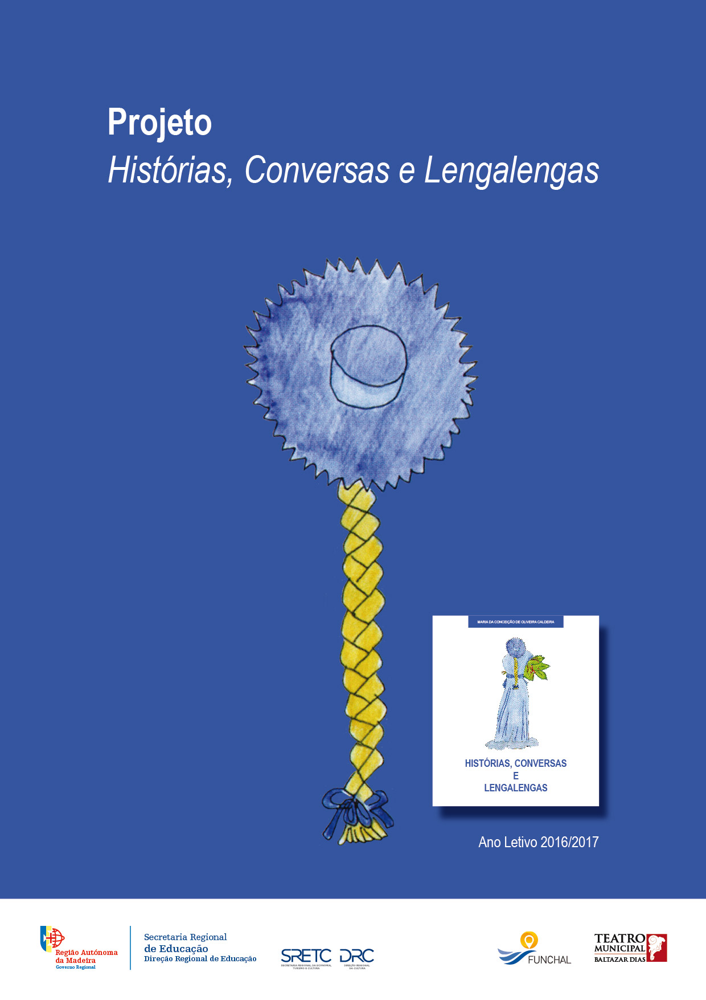 Projeto
Histórias, Conversas e Lengalengas
MARIA DA CONCEIÇÃO DE OLIVEIRA CALDEIRA
HISTÓRIAS, CONVERSAS
E
LENGALENGAS
Ano Letivo 2016/2017
Região Autónoma
da Madeira
Governo Regional
Secretaria Regional
de Educação
Direção Regional de Educação
SRETC
SECRETARIA REGIONAL DA ECONOMIA,
TURISMO E CULTURA
DRC
DIREÇÃO REGIONAL
DA CULTURA
FUNCHAL
TEATRO
MUNICIPAL
BALTAZAR DIAS